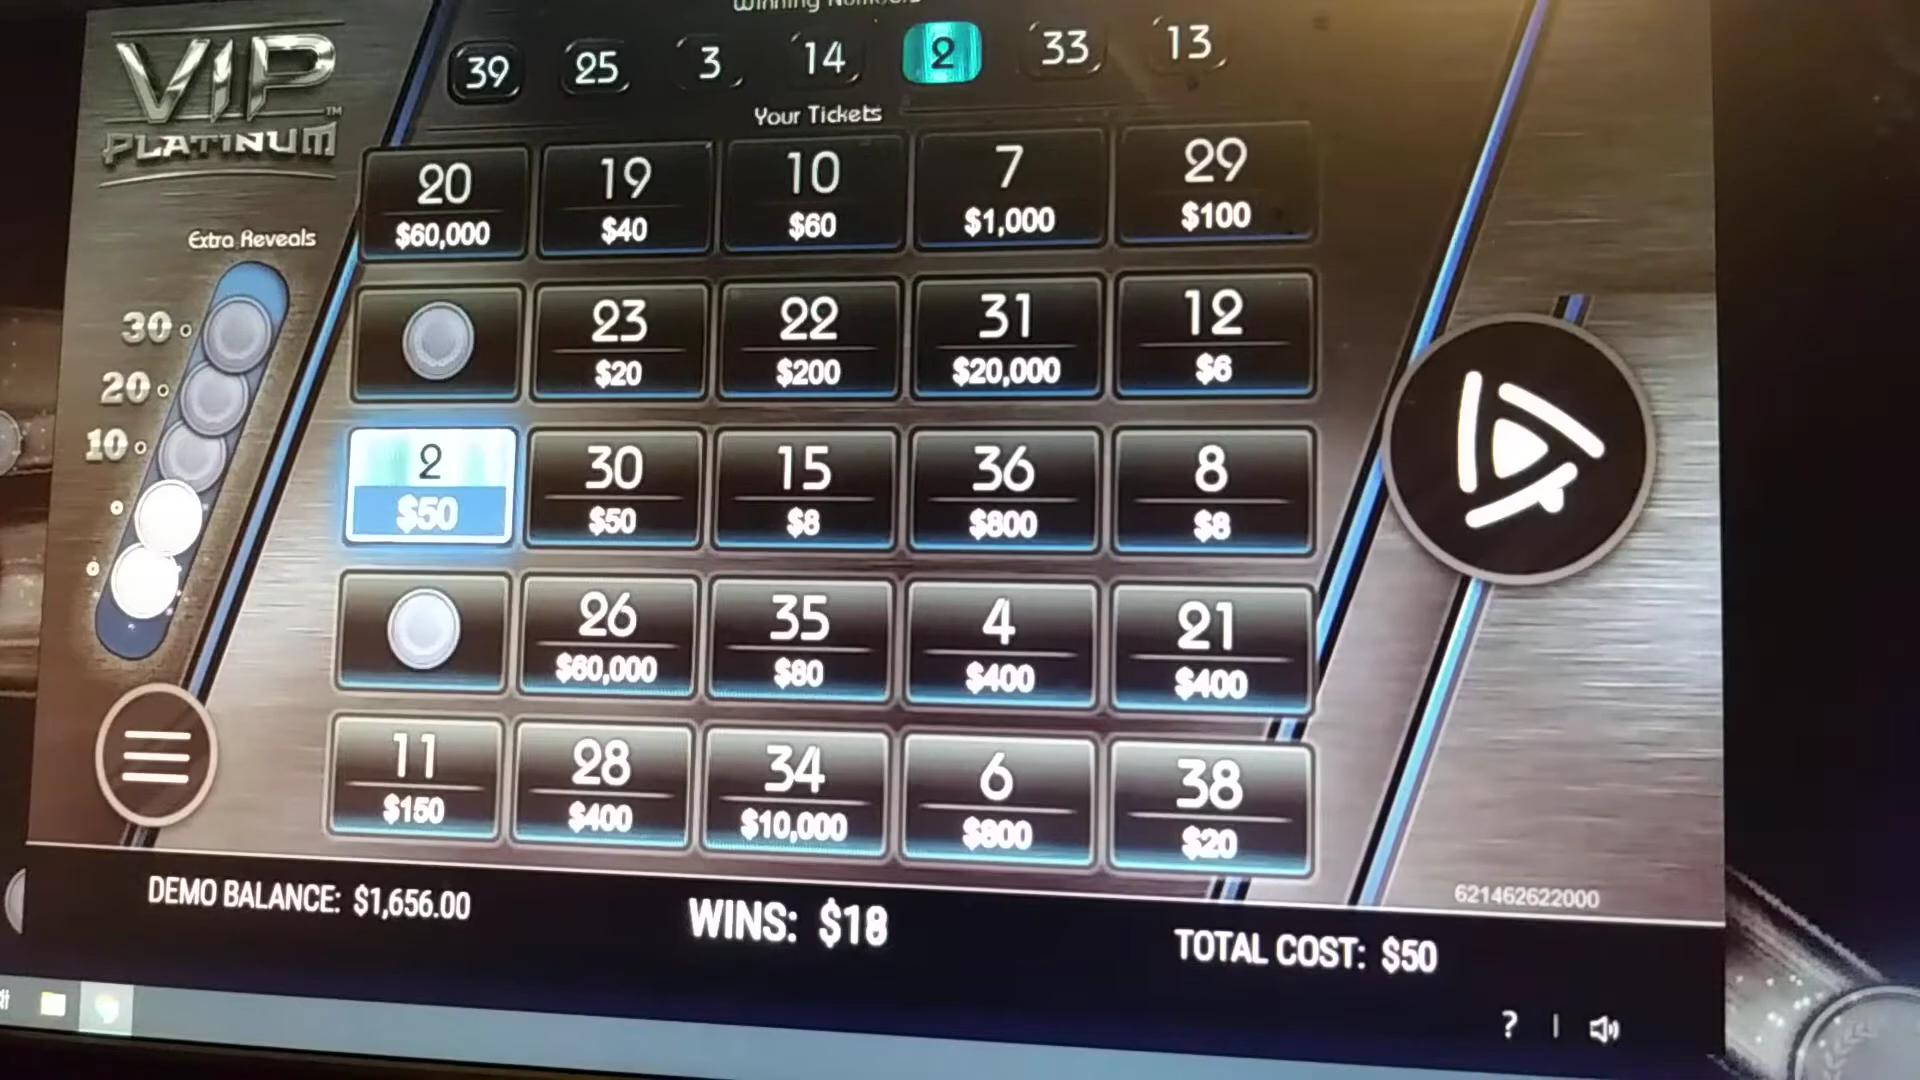 Winning Numbers
VIP
PLATINUM™
39 25 3 14 2 33 13
Your Tickets
20 19 10 7 29
$60,000 $40 $60 $1,000 $100
Extra Reveals
30
20
10
23 22 31 12
$20 $200 $20,000 $6
2 30 15 36 8
$50 $50 $8 $800 $8
26 35 4 21
$60,000 $80 $400 $400
11 28 34 6 38
$150 $400 $10,000 $800 $20
621462622000
DEMO BALANCE: $1,656.00
WINS: $18
TOTAL COST: $50
? |